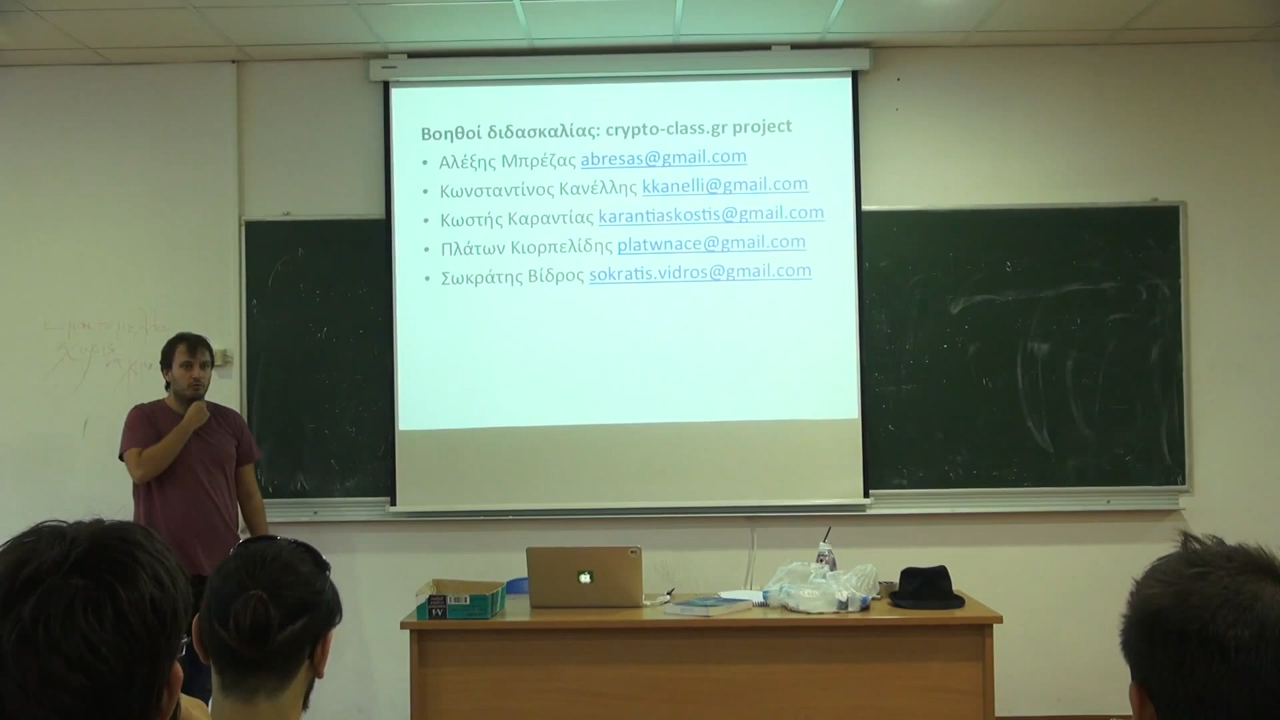 Βοηθοί διδασκαλίας: crypto-class.gr project
• Αλέξης Μπρέζας abresas@gmail.com
• Κωνσταντίνος Κανέλλης kkanelli@gmail.com
• Κωστής Καραντίας karantiaskostis@gmail.com
• Πλάτων Κιορπελίδης platwnace@gmail.com
• Σωκράτης Βίδρος sokratis.vidros@gmail.com